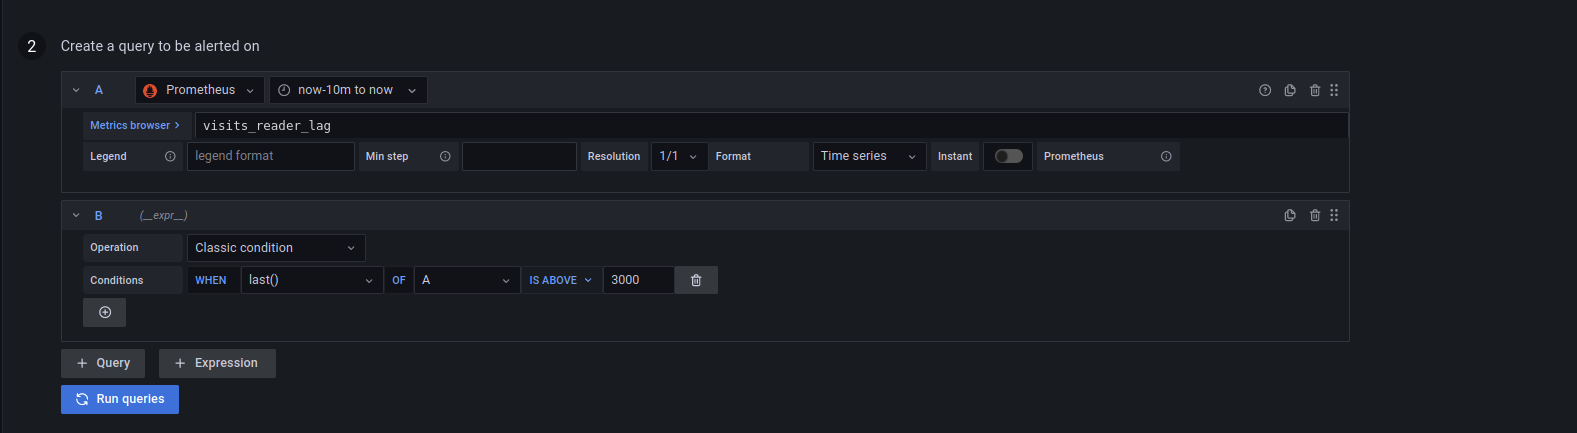 2 Create a query to be alerted on
A Prometheus now-10m to now
Metrics browser > visits_reader_lag
Legend legend format Min step Resolution 1/1 Format Time series Instant Prometheus
B (__expr__)
Operation Classic condition
Conditions WHEN last() OF A IS ABOVE 3000
+ Query + Expression
Run queries